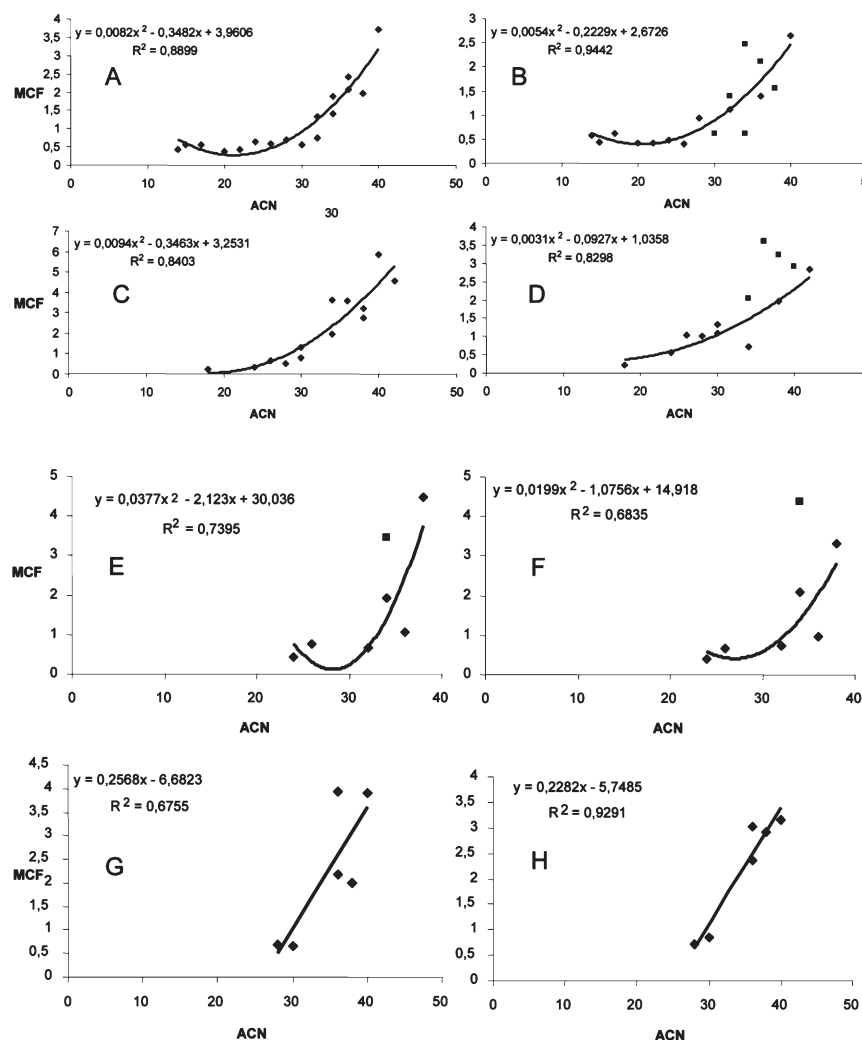 4
3,5
3
2,5
2
1,5
1
0,5
0
MCF
y = 0,0082x² - 0,3482x + 3,9606
R² = 0,8899
A
0 10 20 30 40 50
ACN
30
3
2,5
2
1,5
1
0,5
0
y = 0,0054x² - 0,2229x + 2,6726
R² = 0,9442
B
0 10 20 30 40 50
ACN
7
6
5
4
3
2
1
0
MCF
y = 0,0094x² - 0,3463x + 3,2531
R² = 0,8403
C
0 10 20 30 40 50
ACN
4
3,5
3
2,5
2
1,5
1
0,5
0
y = 0,0031x² - 0,0927x + 1,0358
R² = 0,8298
D
0 10 20 30 40 50
ACN
5
4
3
2
1
0
MCF
y = 0,0377x² - 2,123x + 30,036
R² = 0,7395
E
0 10 20 30 40
ACN
5
4
3
2
1
0
y = 0,0199x² - 1,0756x + 14,918
R² = 0,6835
F
0 10 20 30 40
ACN
4,5
4
3,5
3
2,5
MCF₂
1,5
1
0,5
0
y = 0,2568x - 6,6823
R² = 0,6755
G
0 10 20 30 40 50
ACN
4
3,5
3
2,5
2
1,5
1
0,5
0
y = 0,2282x - 5,7485
R² = 0,9291
H
0 10 20 30 40 50
ACN